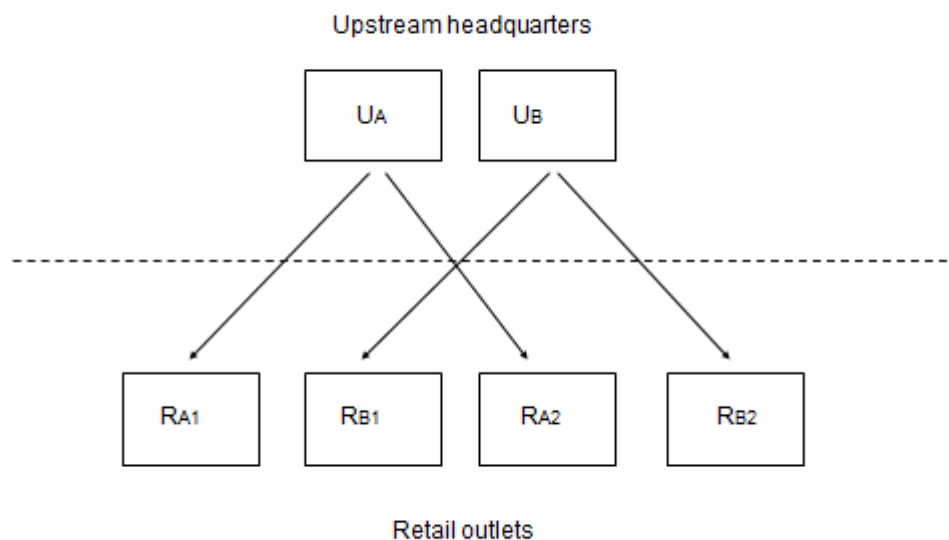 Upstream headquarters
UA
UB
RA1
RB1
RA2
RB2
Retail outlets